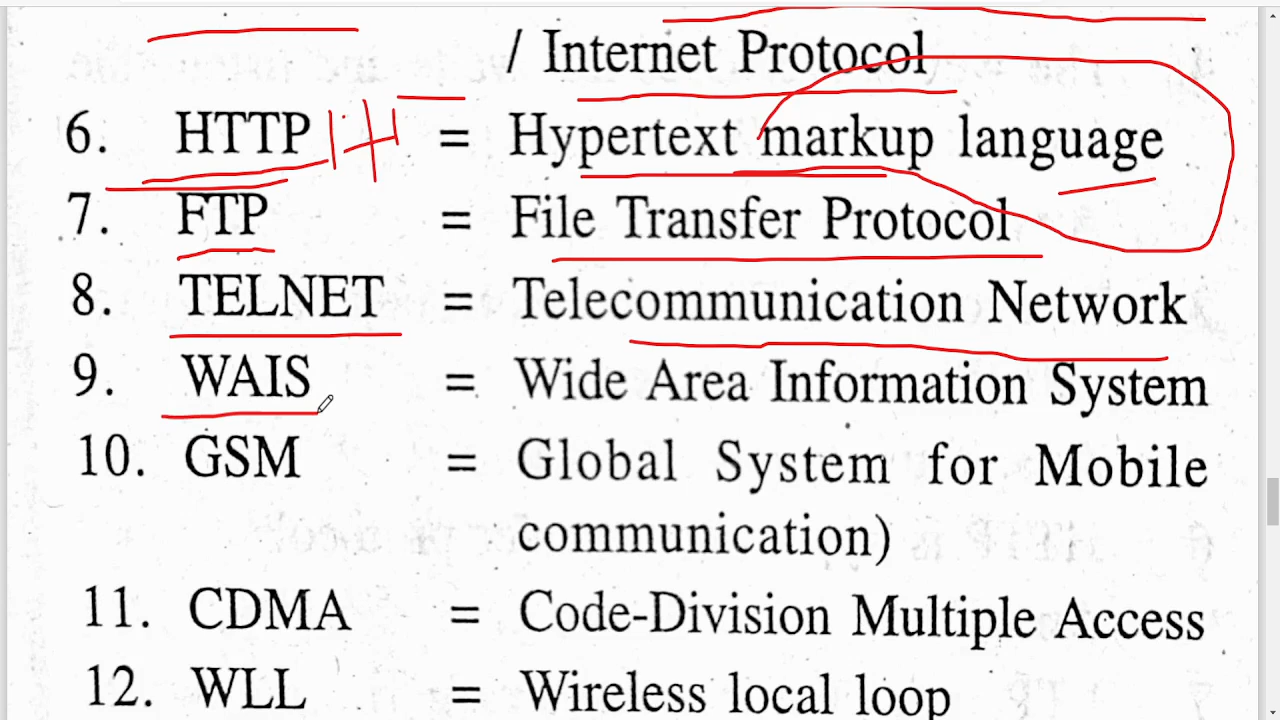 / Internet Protocol
6. HTTP = Hypertext markup language
7. FTP = File Transfer Protocol
8. TELNET = Telecommunication Network
9. WAIS = Wide Area Information System
10. GSM = Global System for Mobile
communication)
11. CDMA = Code-Division Multiple Access
12. WLL = Wireless local loop